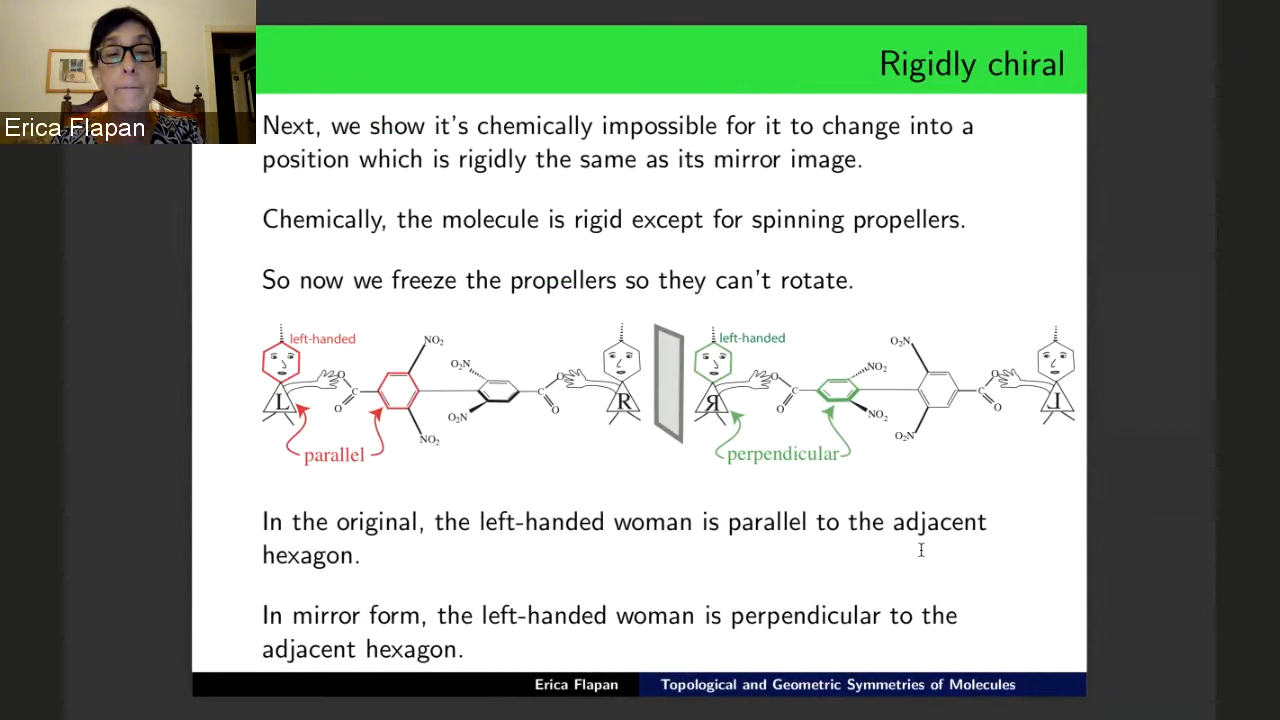 Rigidly chiral
Erica Flapan
Next, we show it's chemically impossible for it to change into a
position which is rigidly the same as its mirror image.
Chemically, the molecule is rigid except for spinning propellers.
So now we freeze the propellers so they can't rotate.
left-handed
NO2
O2N
O
C
O
NO2
O2N
C
O
O
L
R
parallel
left-handed
O2N
NO2
O
C
O
NO2
O2N
C
O
O
Я
perpendicular
In the original, the left-handed woman is parallel to the adjacent
hexagon.
In mirror form, the left-handed woman is perpendicular to the
adjacent hexagon.
Erica Flapan Topological and Geometric Symmetries of Molecules